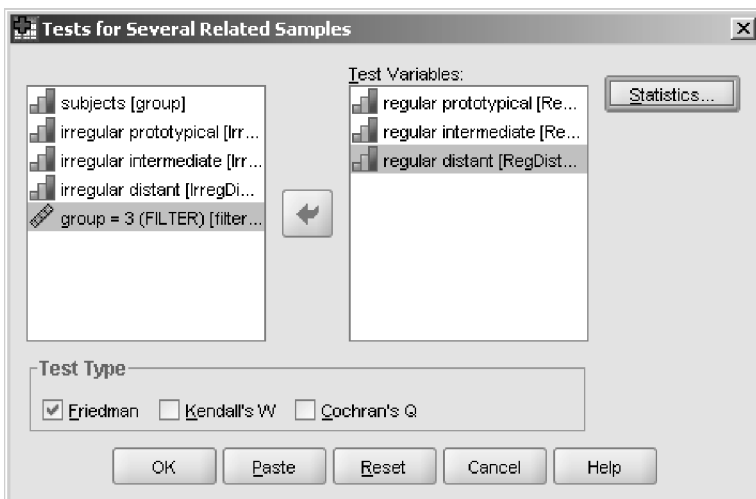 Tests for Several Related Samples
Test Variables:
subjects [group]
irregular prototypical [Irr...
irregular intermediate [Irr...
irregular distant [IrregDi...
group = 3 (FILTER) [filter...
regular prototypical [Re...
regular intermediate [Re...
regular distant [RegDist...
Statistics...
Test Type
Friedman Kendall's W Cochran's Q
OK Paste Reset Cancel Help